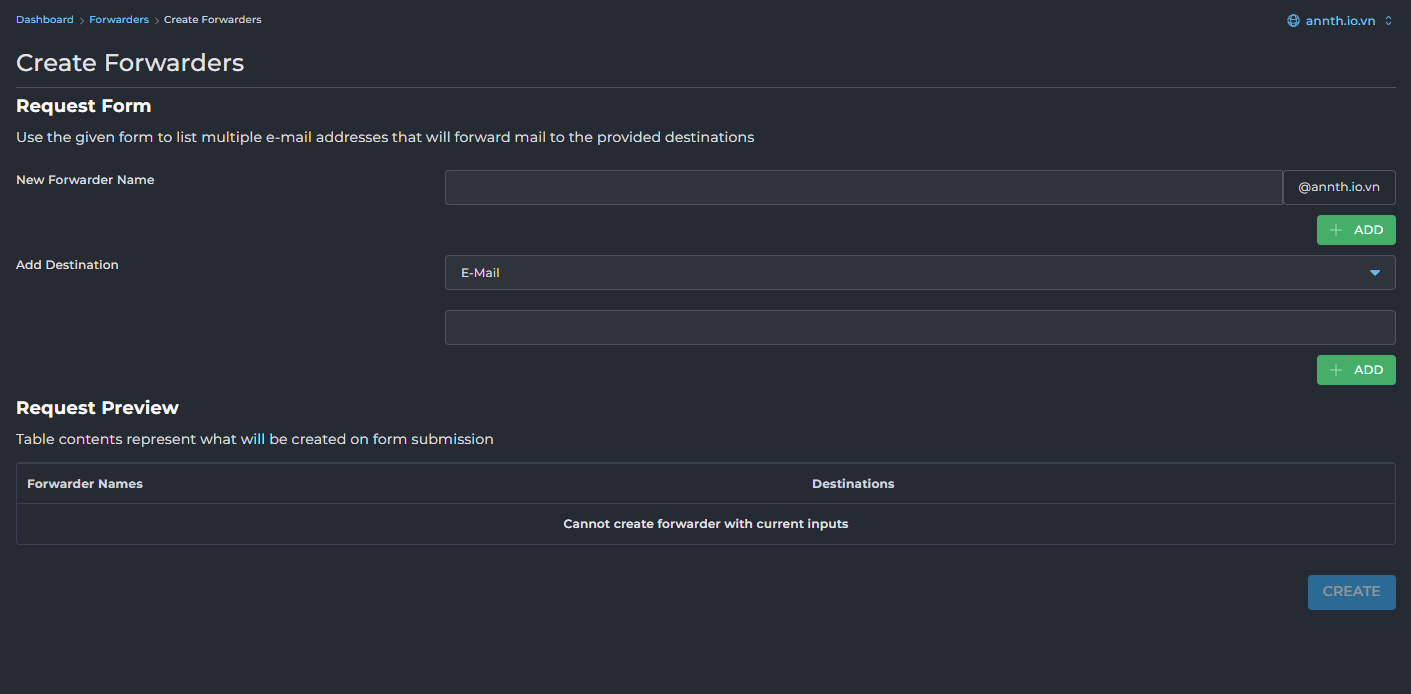 Dashboard > Forwarders > Create Forwarders
annth.io.vn
Create Forwarders
Request Form
Use the given form to list multiple e-mail addresses that will forward mail to the provided destinations
New Forwarder Name
@annth.io.vn
+ ADD
Add Destination
E-Mail
+ ADD
Request Preview
Table contents represent what will be created on form submission
Forwarder Names Destinations
Cannot create forwarder with current inputs
CREATE